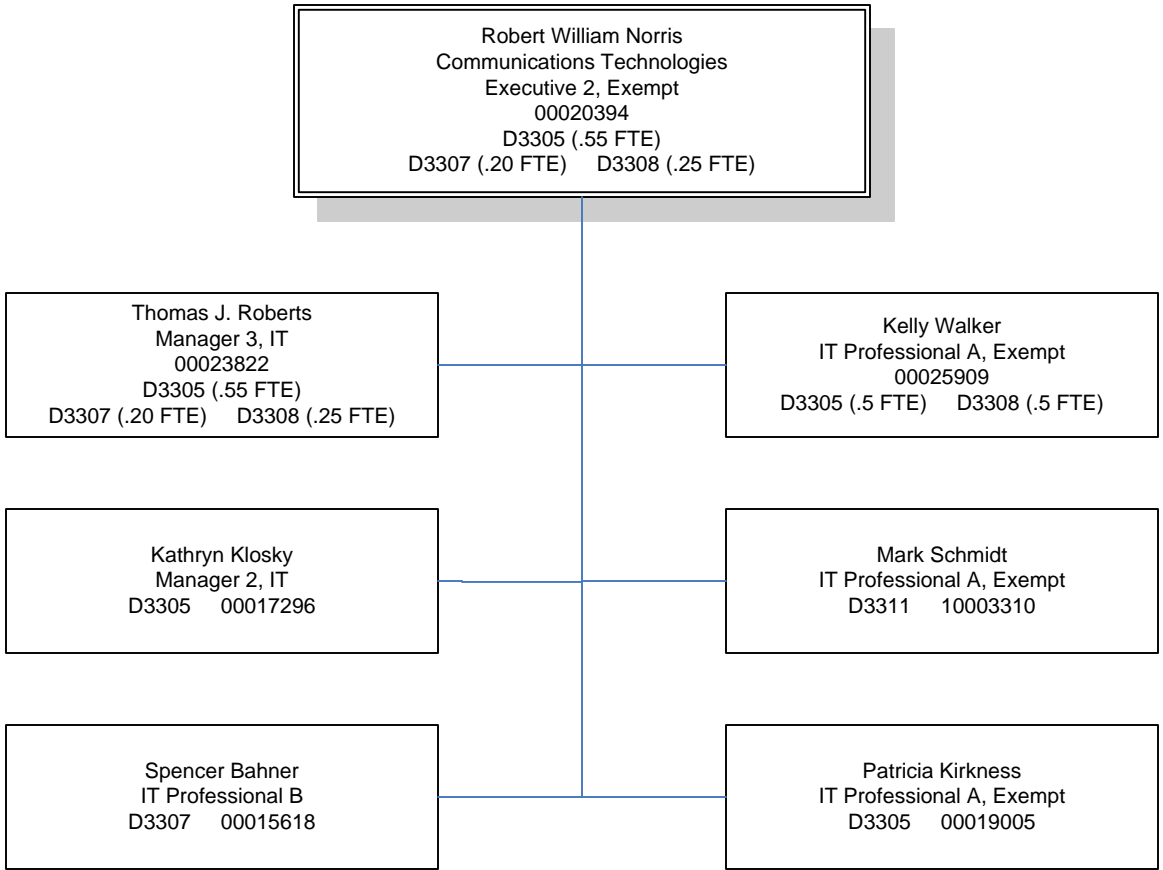 Robert William Norris
Communications Technologies
Executive 2, Exempt
00020394
D3305 (.55 FTE)
D3307 (.20 FTE) D3308 (.25 FTE)
Thomas J. Roberts
Manager 3, IT
00023822
D3305 (.55 FTE)
D3307 (.20 FTE) D3308 (.25 FTE)
Kelly Walker
IT Professional A, Exempt
00025909
D3305 (.5 FTE) D3308 (.5 FTE)
Kathryn Klosky
Manager 2, IT
D3305 00017296
Mark Schmidt
IT Professional A, Exempt
D3311 10003310
Spencer Bahner
IT Professional B
D3307 00015618
Patricia Kirkness
IT Professional A, Exempt
D3305 00019005